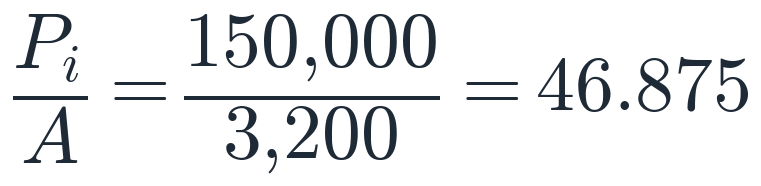 P_i/A = 150,000/3,200 = 46.875